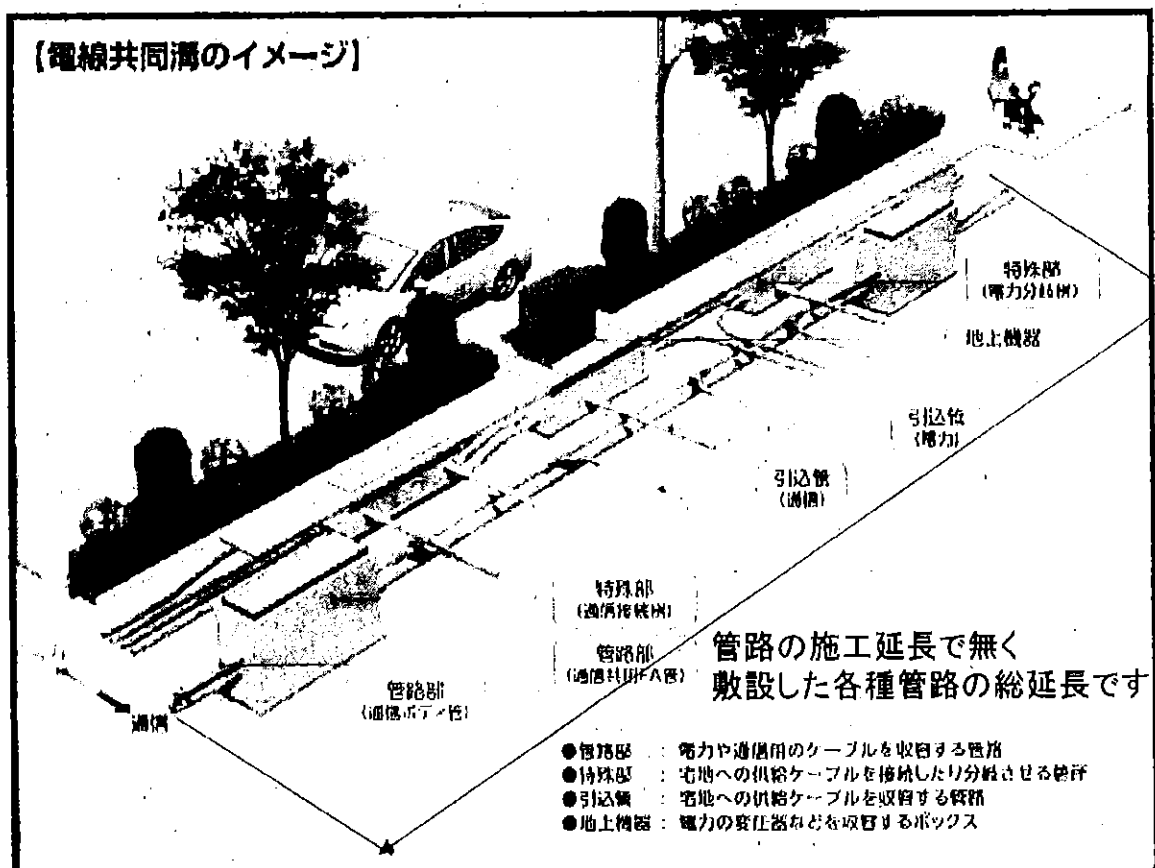 【電線共同溝のイメージ】
特殊部
(電力分岐桝)
地上機器
引込管
(電力)
引込管
(通信)
特殊部
(通信接続桝)
管路部
(通信共用FA管)
管路部
(通信ボディ管)
通信
管路の施工延長で無く
敷設した各種管路の総延長です
●管路部 : 電力や通信用のケーブルを収容する管路
●特殊部 : 宅地への供給ケーブルを接続したり分岐させる箇所
●引込管 : 宅地への供給ケーブルを収容する管路
●地上機器 : 電力の変圧器などを収容するボックス